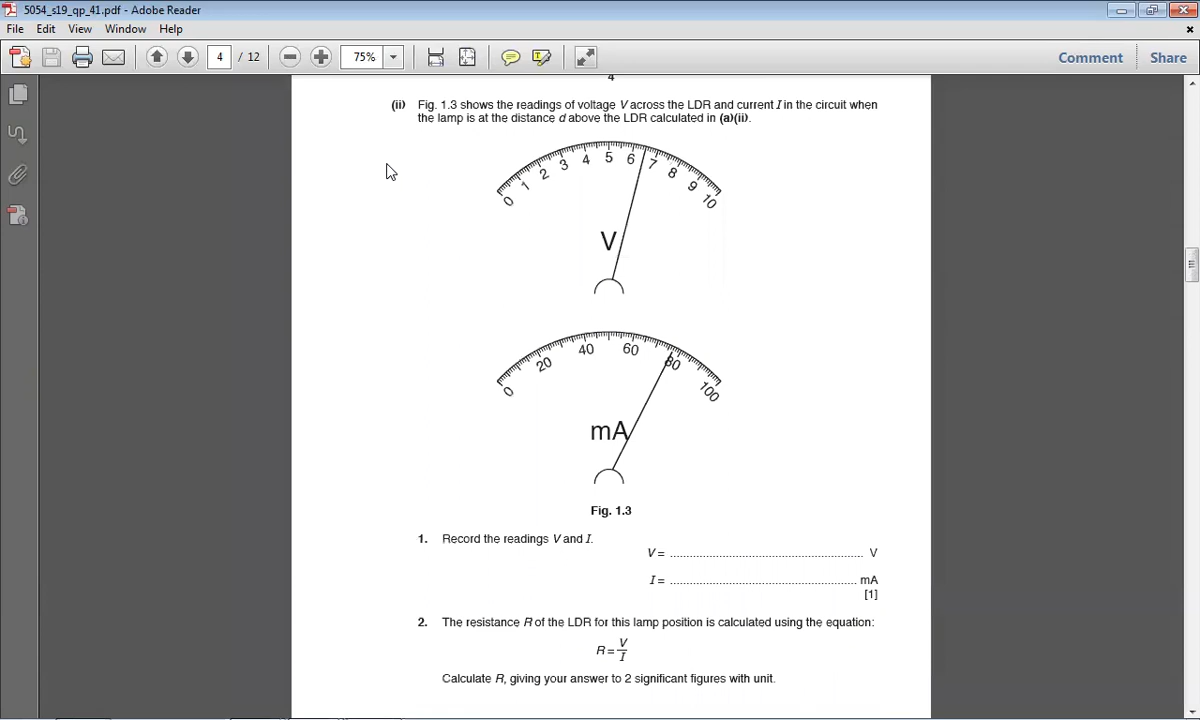 5054_s19_qp_41.pdf - Adobe Reader
File Edit View Window Help
4 / 12 75% Comment Share
4
(ii) Fig. 1.3 shows the readings of voltage V across the LDR and current I in the circuit when
the lamp is at the distance d above the LDR calculated in (a)(ii).
0 1 2 3 4 5 6 7 8 9 10
V
0 20 40 60 80 100
mA
Fig. 1.3
1. Record the readings V and I.
V = ........................................................... V
I = ......................................................... mA
[1]
2. The resistance R of the LDR for this lamp position is calculated using the equation:
R = V
I
Calculate R, giving your answer to 2 significant figures with unit.